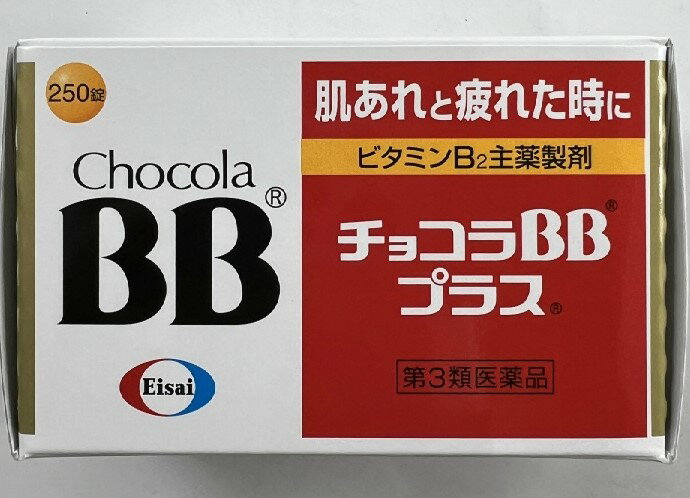 250錠
Chocola
BB®
Eisai
肌あれと疲れた時に
ビタミンB₂主薬製剤
チョコラBB®
プラス®
第3類医薬品